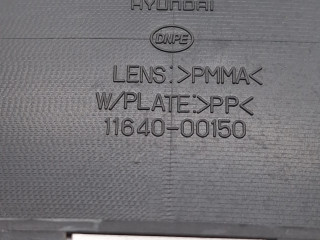 HYUNDAI
DNPE
LENS:>PMMA<
W/PLATE:>PP<
11640-00150